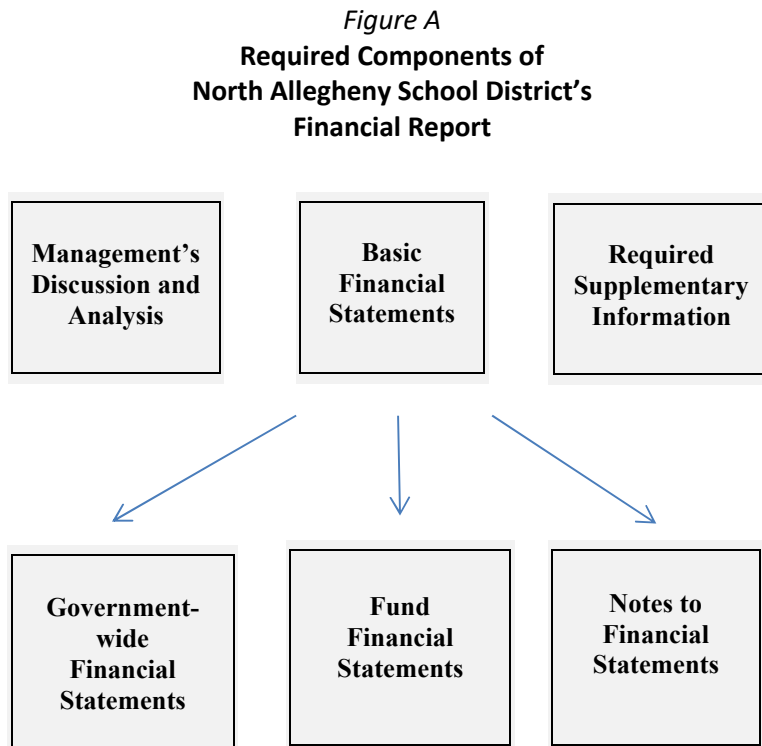 Figure A
Required Components of
North Allegheny School District’s
Financial Report
Management’s
Discussion and
Analysis
Basic
Financial
Statements
Required
Supplementary
Information
Government-
wide
Financial
Statements
Fund
Financial
Statements
Notes to
Financial
Statements